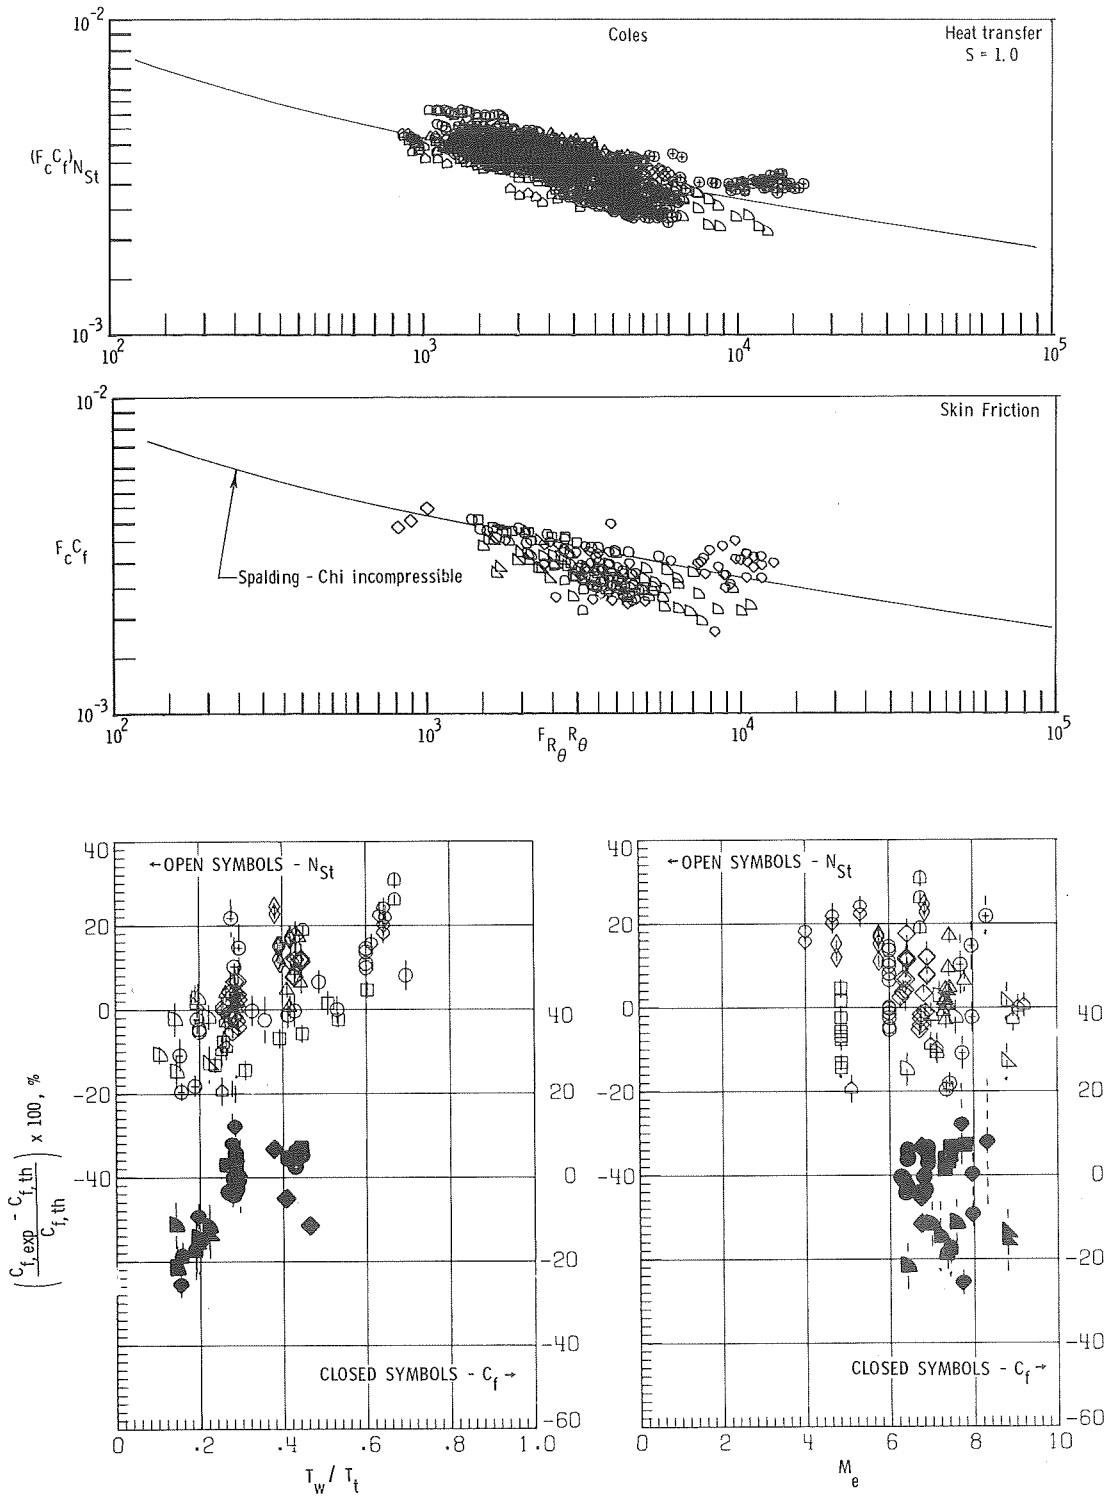 10^-2
Coles
Heat transfer
S = 1.0
(F_c C_f)_N_St
10^-3
10^2 10^3 10^4 10^5
10^-2
Skin Friction
F_c C_f
Spalding - Chi incompressible
10^-3
10^2 10^3 10^4 10^5
F_R_θ R_θ
40
←OPEN SYMBOLS - N_St
20
0 40
-20 20
-40 0
-20
-40
CLOSED SYMBOLS - C_f →
-60
0 .2 .4 .6 .8 1.0
T_w / T_t
(C_f,exp - C_f,th / C_f,th) x 100, %
40
←OPEN SYMBOLS - N_St
20
0 40
-20 20
-40 0
-20
-40
CLOSED SYMBOLS - C_f →
-60
0 2 4 6 8 10
M_e